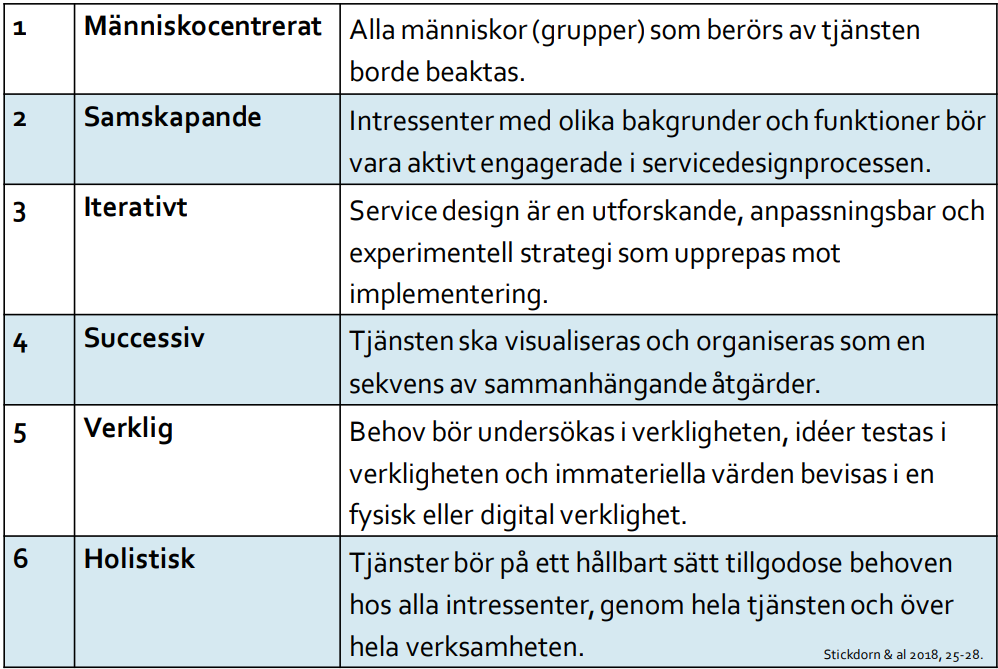 1 Människocentrerat Alla människor (grupper) som berörs av tjänsten
borde beaktas.
2 Samskapande Intressenter med olika bakgrunder och funktioner bör
vara aktivt engagerade i servicedesignprocessen.
3 Iterativt Service design är en utforskande, anpassningsbar och
experimentell strategi som upprepas mot
implementering.
4 Successiv Tjänsten ska visualiseras och organiseras som en
sekvens av sammanhängande åtgärder.
5 Verklig Behov bör undersökas i verkligheten, idéer testas i
verkligheten och immateriella värden bevisas i en
fysisk eller digital verklighet.
6 Holistisk Tjänster bör på ett hållbart sätt tillgodose behoven
hos alla intressenter, genom hela tjänsten och över
hela verksamheten.
Stickdorn & al 2018, 25-28.